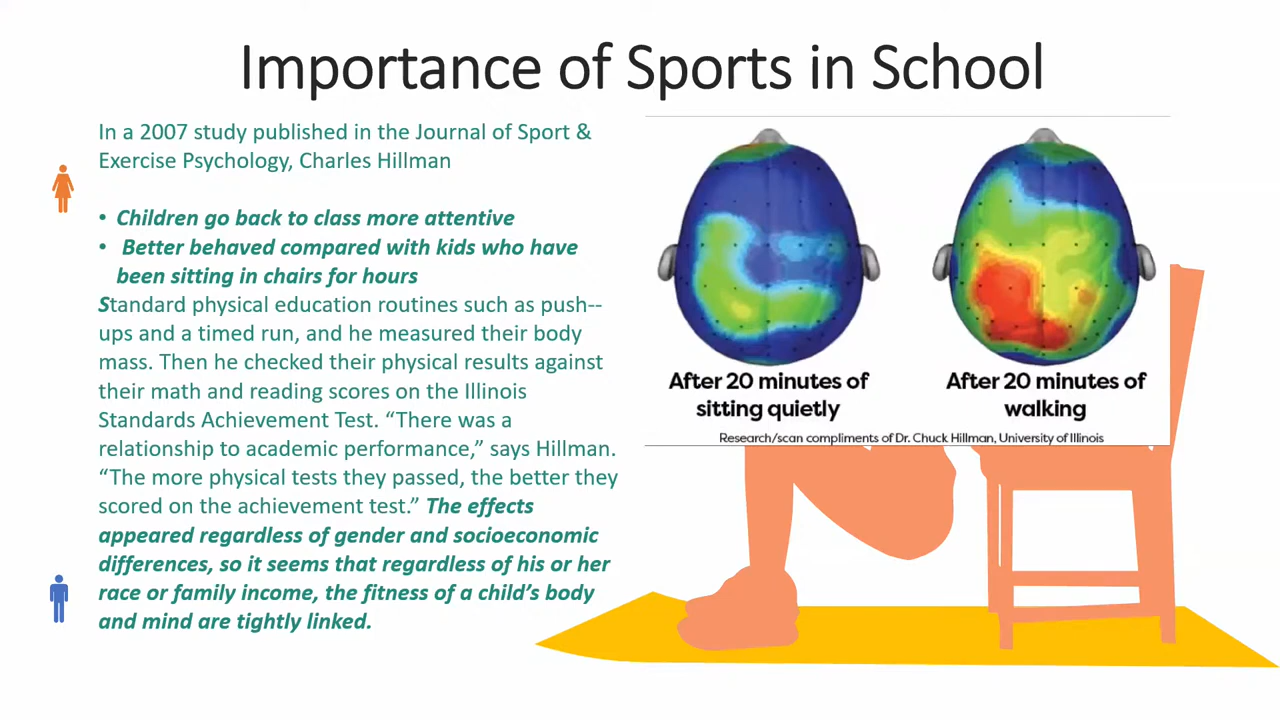 Importance of Sports in School
In a 2007 study published in the Journal of Sport &
Exercise Psychology, Charles Hillman
• Children go back to class more attentive
• Better behaved compared with kids who have
been sitting in chairs for hours
Standard physical education routines such as push--
ups and a timed run, and he measured their body
mass. Then he checked their physical results against
their math and reading scores on the Illinois
Standards Achievement Test. “There was a
relationship to academic performance,” says Hillman.
“The more physical tests they passed, the better they
scored on the achievement test.” The effects
appeared regardless of gender and socioeconomic
differences, so it seems that regardless of his or her
race or family income, the fitness of a child’s body
and mind are tightly linked.
After 20 minutes of
sitting quietly
After 20 minutes of
walking
Research/scan compliments of Dr. Chuck Hillman, University of Illinois